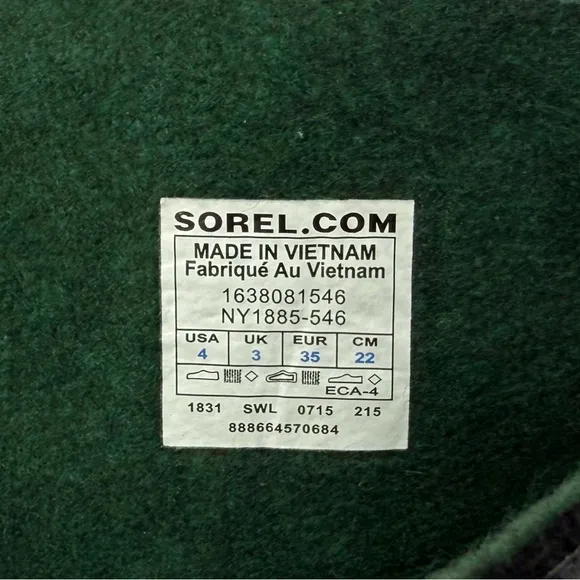 SOREL.COM
MADE IN VIETNAM
Fabriqué Au Vietnam
1638081546
NY1885-546
USA UK EUR CM
4 3 35 22
ECA-4
1831 SWL 0715 215
888664570684